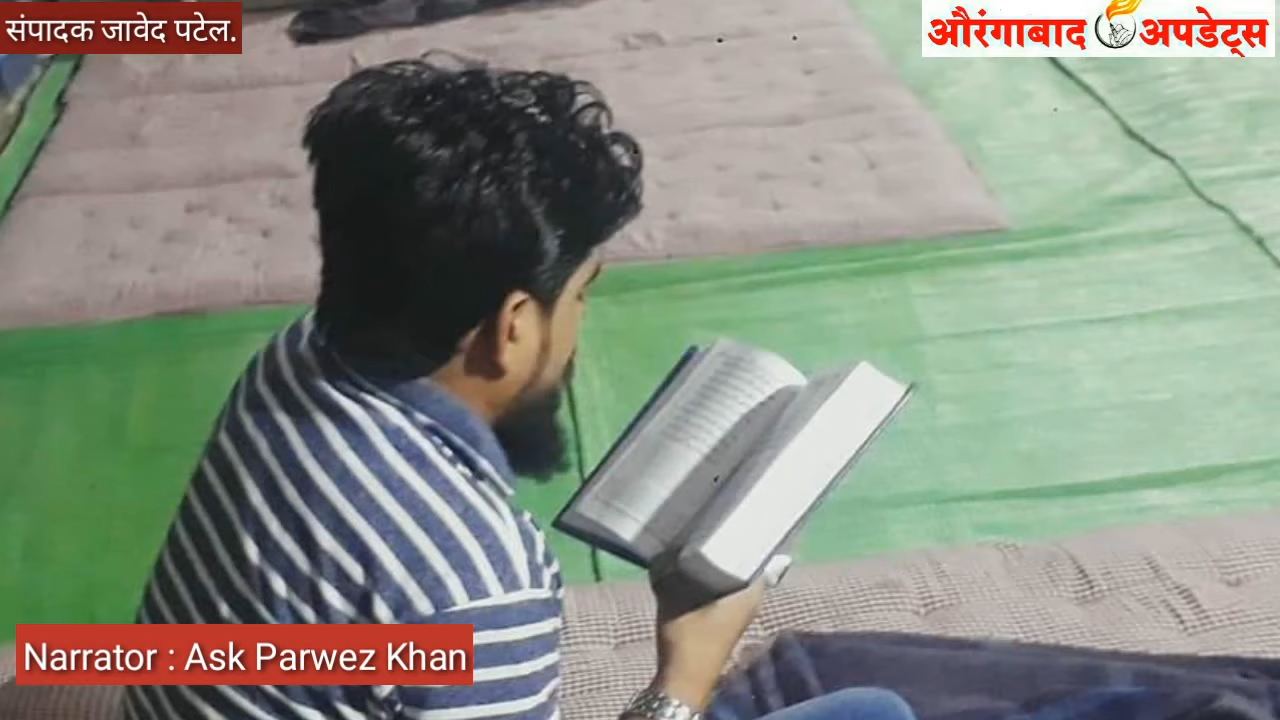 संपादक जावेद पटेल.
औरंगाबाद अपडेट्स
Narrator : Ask Parwez Khan